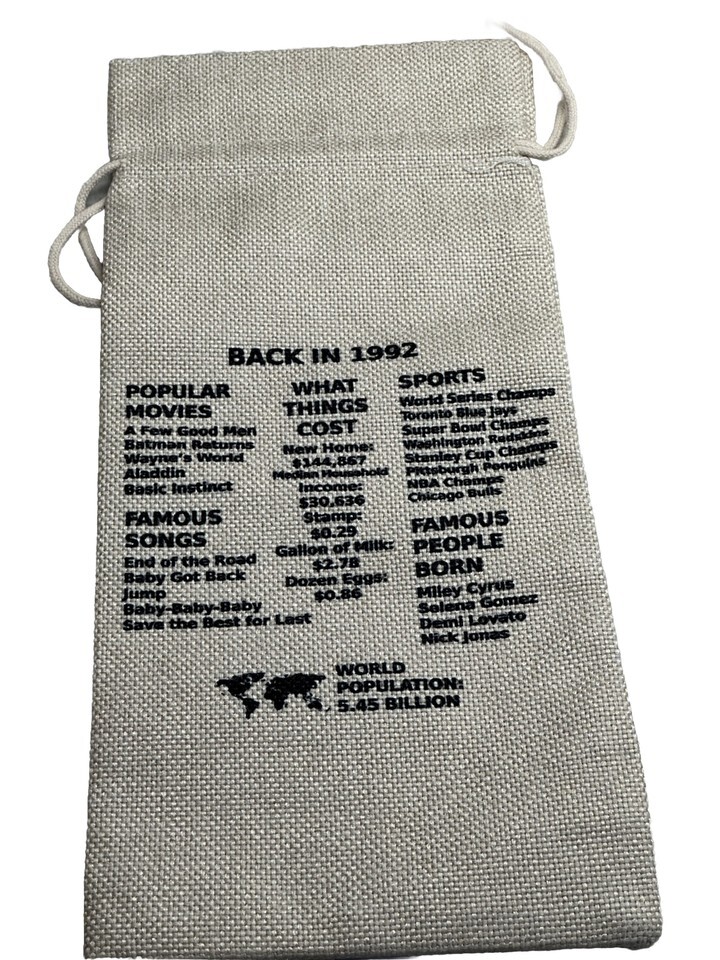 BACK IN 1992
POPULAR
MOVIES
A Few Good Men
Batman Returns
Wayne's World
Aladdin
Basic Instinct
FAMOUS
SONGS
End of the Road
Baby Got Back
Jump
Baby-Baby-Baby
Save the Best for Last
WHAT
THINGS
COST
New Home:
$144,867
Median Household
Income:
$30,636
Stamp:
$0.29
Gallon of Milk:
$2.78
Dozen Eggs:
$0.86
SPORTS
World Series Champs
Toronto Blue Jays
Super Bowl Champs
Washington Redskins
Stanley Cup Champs
Pittsburgh Penguins
NBA Champs
Chicago Bulls
FAMOUS
PEOPLE
BORN
Miley Cyrus
Selena Gomez
Demi Lovato
Nick Jonas
WORLD
POPULATION:
5.45 BILLION